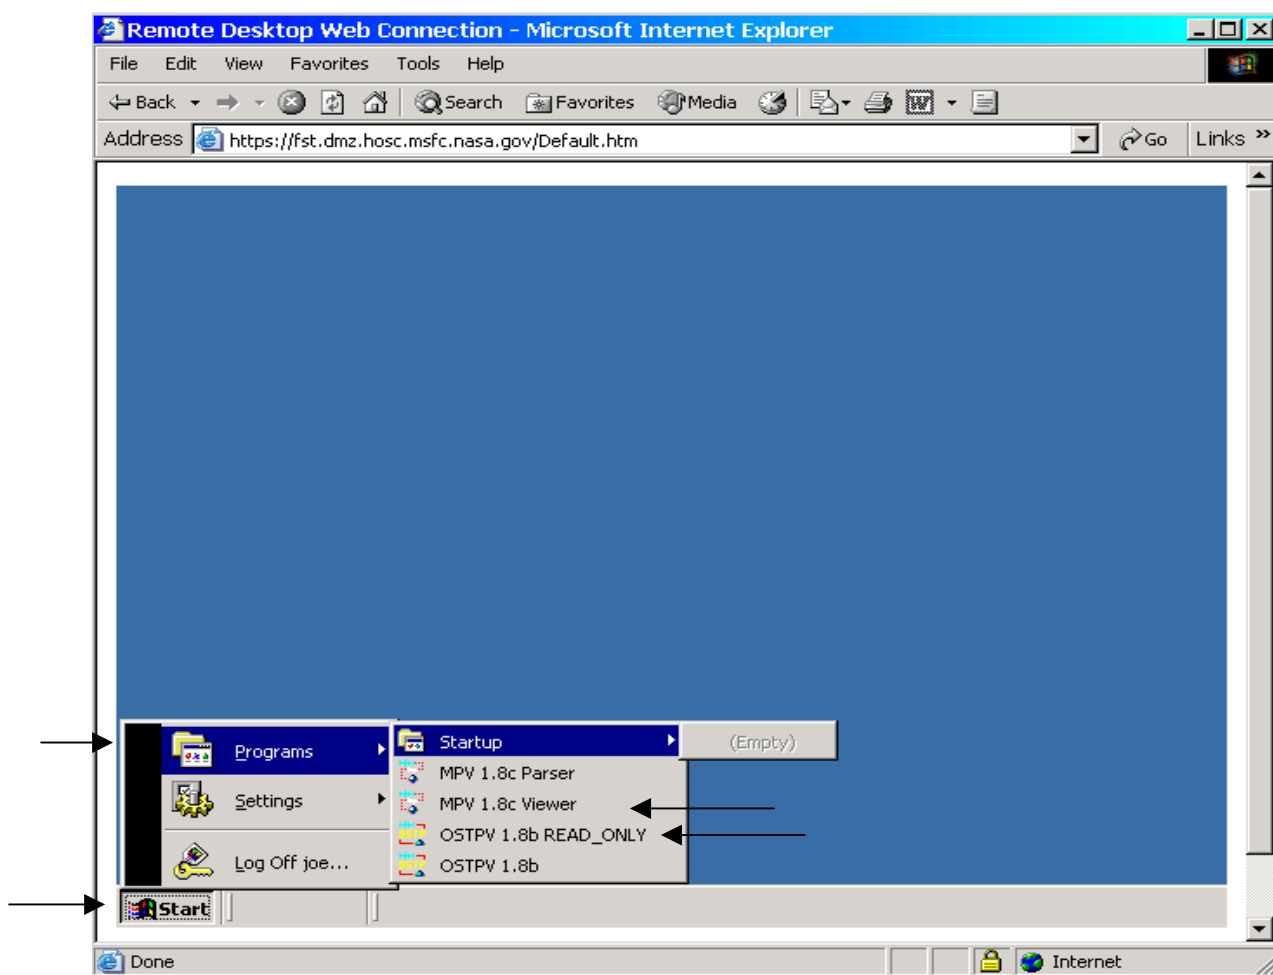 Remote Desktop Web Connection - Microsoft Internet Explorer
File Edit View Favorites Tools Help
Back Search Favorites Media
Address https://fst.dmz.hosc.msfc.nasa.gov/Default.htm Go Links »
Programs Startup (Empty)
MPV 1.8c Parser
Settings MPV 1.8c Viewer
OSTPV 1.8b READ_ONLY
Log Off joe... OSTPV 1.8b
Start
Done Internet